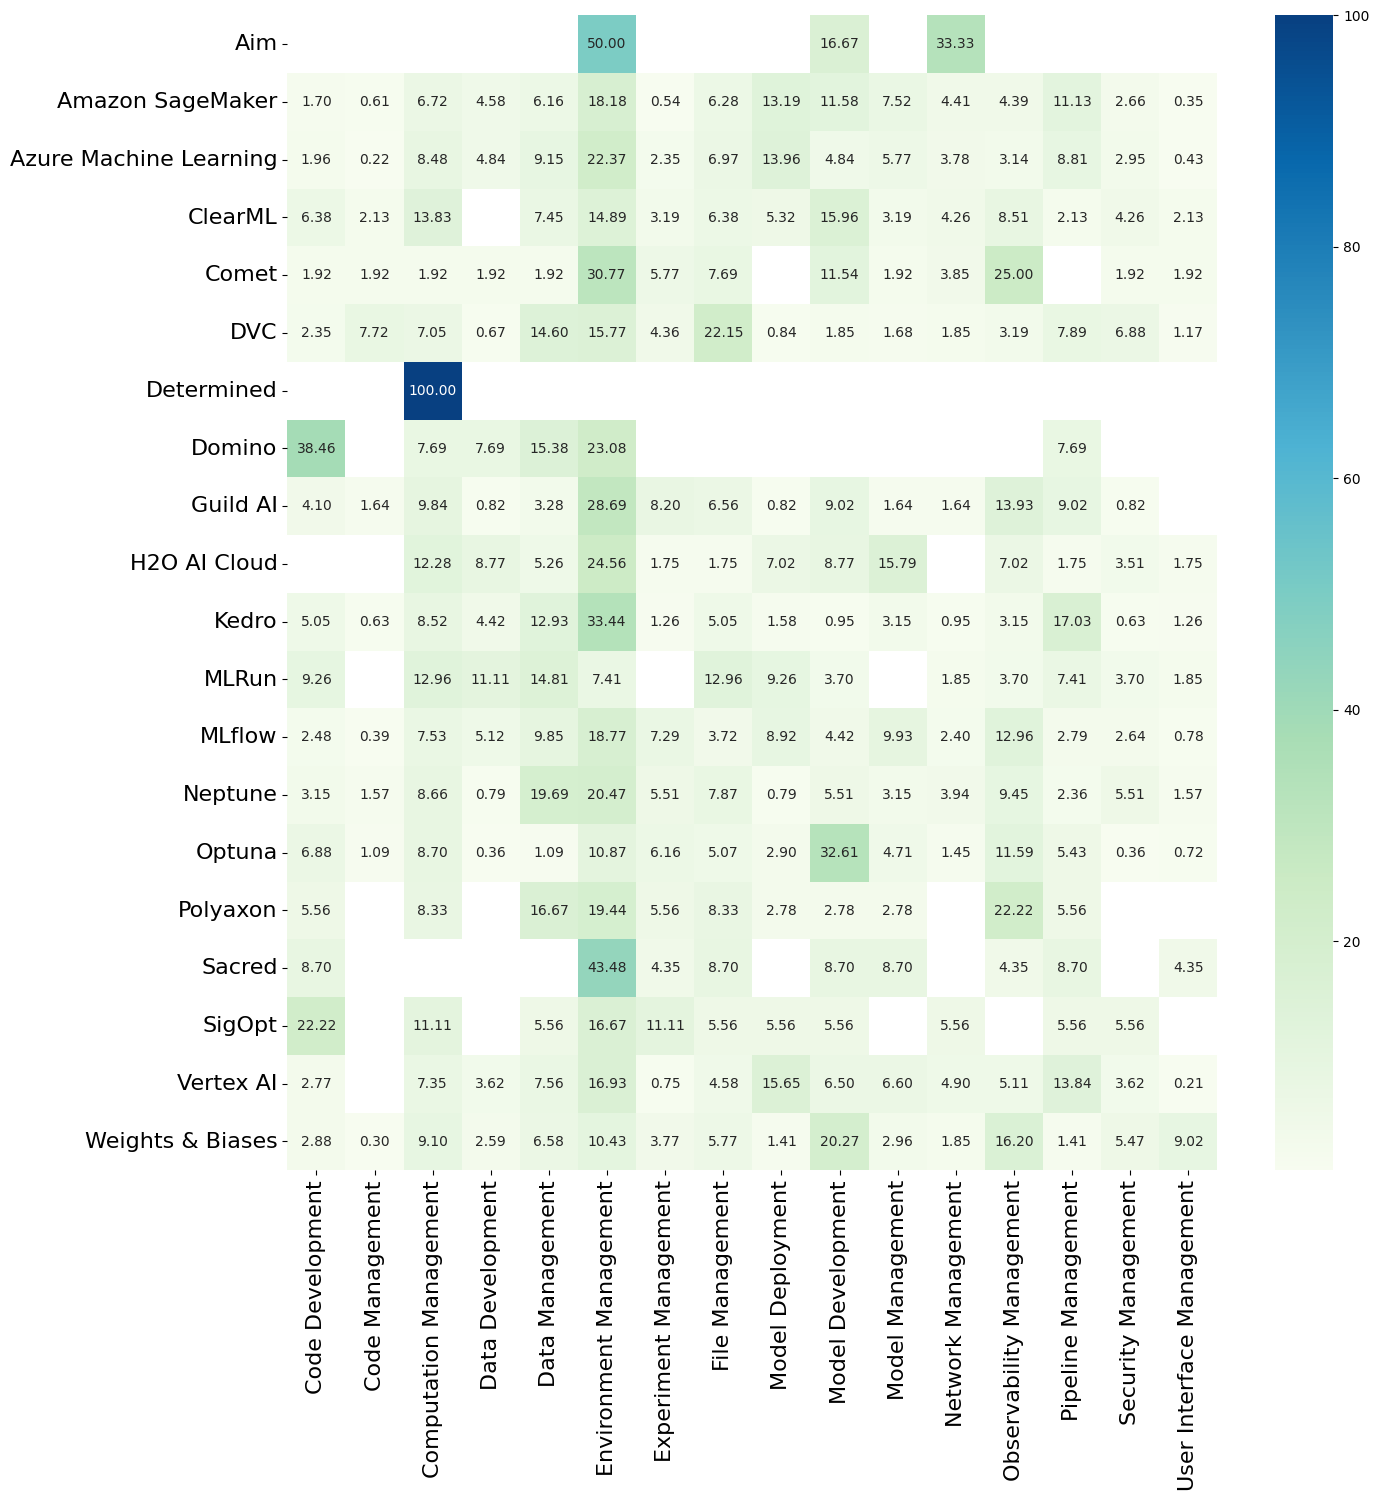 Aim 50.00 16.67 33.33
Amazon SageMaker 1.70 0.61 6.72 4.58 6.16 18.18 0.54 6.28 13.19 11.58 7.52 4.41 4.39 11.13 2.66 0.35
Azure Machine Learning 1.96 0.22 8.48 4.84 9.15 22.37 2.35 6.97 13.96 4.84 5.77 3.78 3.14 8.81 2.95 0.43
ClearML 6.38 2.13 13.83 7.45 14.89 3.19 6.38 5.32 15.96 3.19 4.26 8.51 2.13 4.26 2.13
Comet 1.92 1.92 1.92 1.92 1.92 30.77 5.77 7.69 11.54 1.92 3.85 25.00 1.92 1.92
DVC 2.35 7.72 7.05 0.67 14.60 15.77 4.36 22.15 0.84 1.85 1.68 1.85 3.19 7.89 6.88 1.17
Determined 100.00
Domino 38.46 7.69 7.69 15.38 23.08 7.69
Guild AI 4.10 1.64 9.84 0.82 3.28 28.69 8.20 6.56 0.82 9.02 1.64 1.64 13.93 9.02 0.82
H2O AI Cloud 12.28 8.77 5.26 24.56 1.75 1.75 7.02 8.77 15.79 7.02 1.75 3.51 1.75
Kedro 5.05 0.63 8.52 4.42 12.93 33.44 1.26 5.05 1.58 0.95 3.15 0.95 3.15 17.03 0.63 1.26
MLRun 9.26 12.96 11.11 14.81 7.41 12.96 9.26 3.70 1.85 3.70 7.41 3.70 1.85
MLflow 2.48 0.39 7.53 5.12 9.85 18.77 7.29 3.72 8.92 4.42 9.93 2.40 12.96 2.79 2.64 0.78
Neptune 3.15 1.57 8.66 0.79 19.69 20.47 5.51 7.87 0.79 5.51 3.15 3.94 9.45 2.36 5.51 1.57
Optuna 6.88 1.09 8.70 0.36 1.09 10.87 6.16 5.07 2.90 32.61 4.71 1.45 11.59 5.43 0.36 0.72
Polyaxon 5.56 8.33 16.67 19.44 5.56 8.33 2.78 2.78 2.78 22.22 5.56
Sacred 8.70 43.48 4.35 8.70 8.70 8.70 4.35 8.70 4.35
SigOpt 22.22 11.11 5.56 16.67 11.11 5.56 5.56 5.56 5.56 5.56 5.56
Vertex AI 2.77 7.35 3.62 7.56 16.93 0.75 4.58 15.65 6.50 6.60 4.90 5.11 13.84 3.62 0.21
Weights & Biases 2.88 0.30 9.10 2.59 6.58 10.43 3.77 5.77 1.41 20.27 2.96 1.85 16.20 1.41 5.47 9.02
Code Development
Code Management
Computation Management
Data Development
Data Management
Environment Management
Experiment Management
File Management
Model Deployment
Model Development
Model Management
Network Management
Observability Management
Pipeline Management
Security Management
User Interface Management
100
80
60
40
20